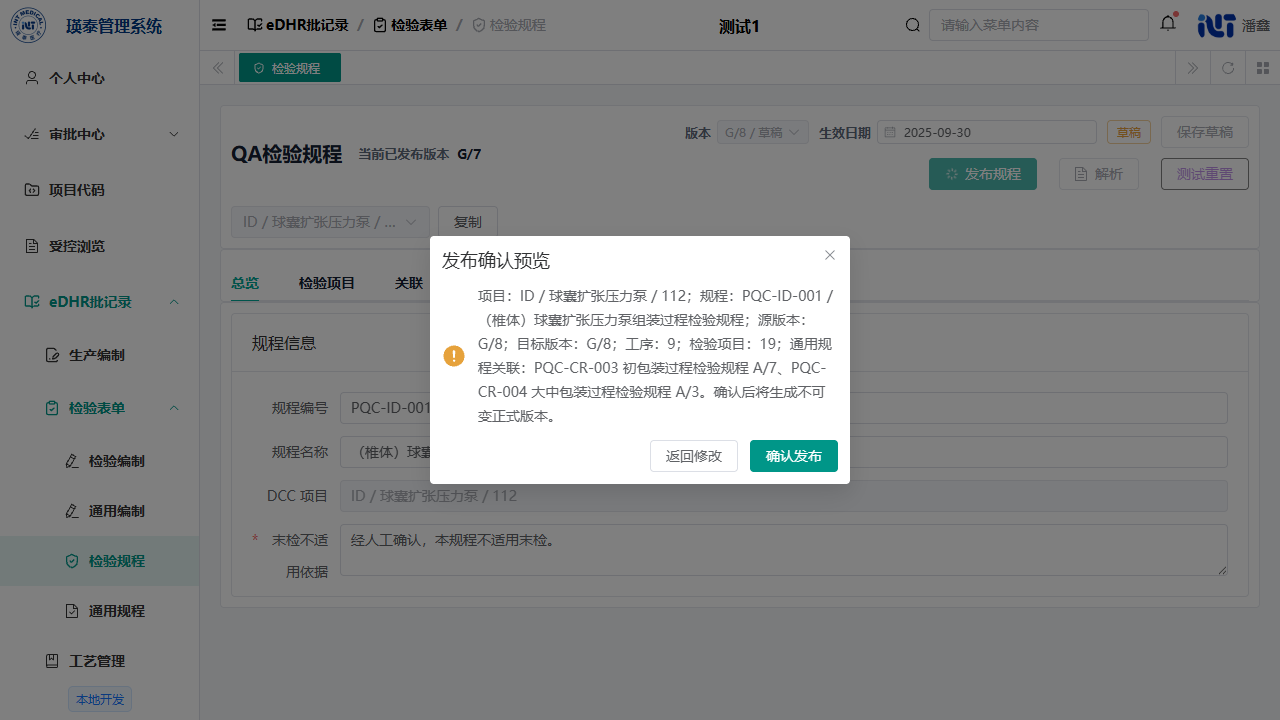 瑛泰管理系统
个人中心
审批中心
项目代码
受控浏览
eDHR批记录
生产编制
检验表单
检验编制
通用编制
检验规程
通用规程
工艺管理
本地开发
eDHR批记录 / 检验表单 / 检验规程
测试1
请输入菜单内容
潘鑫
检验规程
QA检验规程 当前已发布版本 G/7
版本 G/8 / 草稿 生效日期 2025-09-30 草稿 保存草稿
发布规程 解析 测试重置
ID / 球囊扩张压力泵 / ... 复制
总览 检验项目 关联
规程信息
规程编号 PQC-ID-001
规程名称 （椎体）球囊
DCC 项目 ID / 球囊扩张压力泵 / 112
* 末检不适
用依据
经人工确认，本规程不适用末检。
发布确认预览
项目：ID / 球囊扩张压力泵 / 112；规程：PQC-ID-001 /
（椎体）球囊扩张压力泵组装过程检验规程；源版本：
G/8；目标版本：G/8；工序：9；检验项目：19；通用规
程关联：PQC-CR-003 初包装过程检验规程 A/7、PQC-
CR-004 大中包装过程检验规程 A/3。确认后将生成不可
变正式版本。
返回修改 确认发布